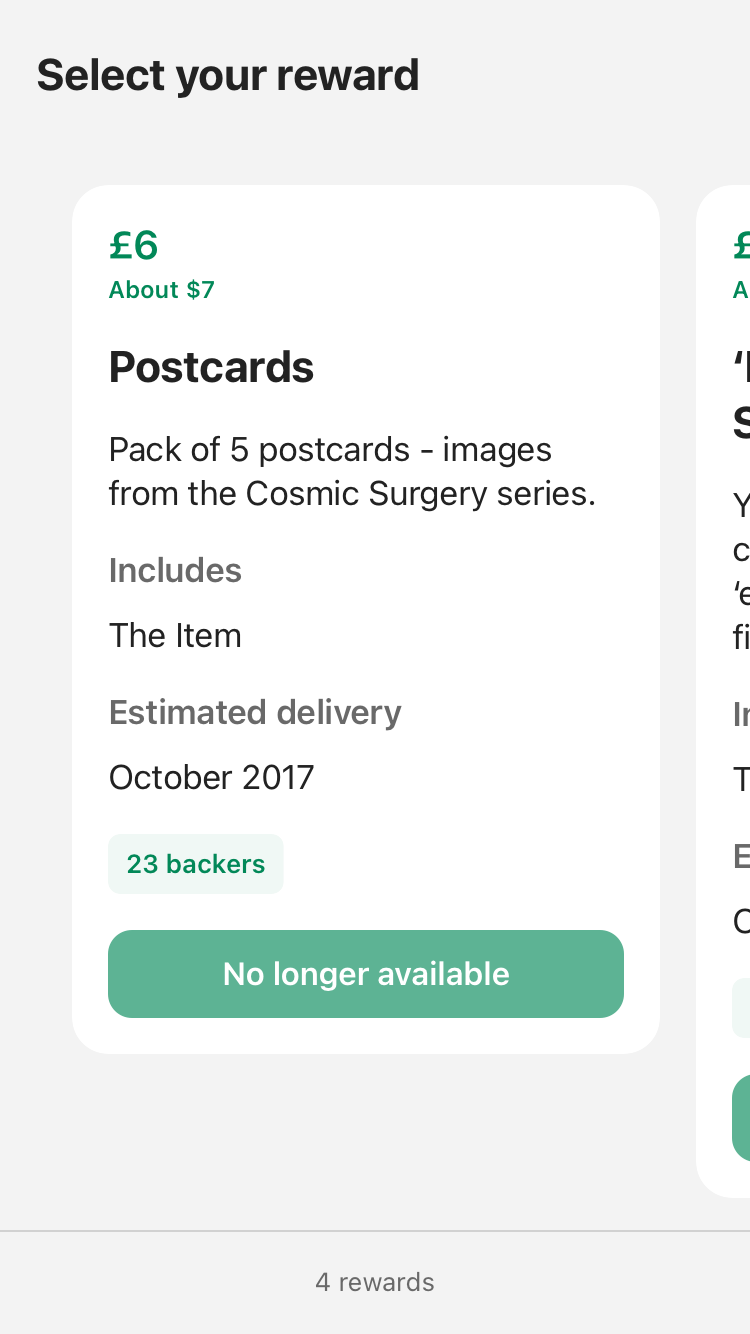 Select your reward
£6
About $7
Postcards
Pack of 5 postcards - images
from the Cosmic Surgery series.
Includes
The Item
Estimated delivery
October 2017
23 backers
No longer available
4 rewards